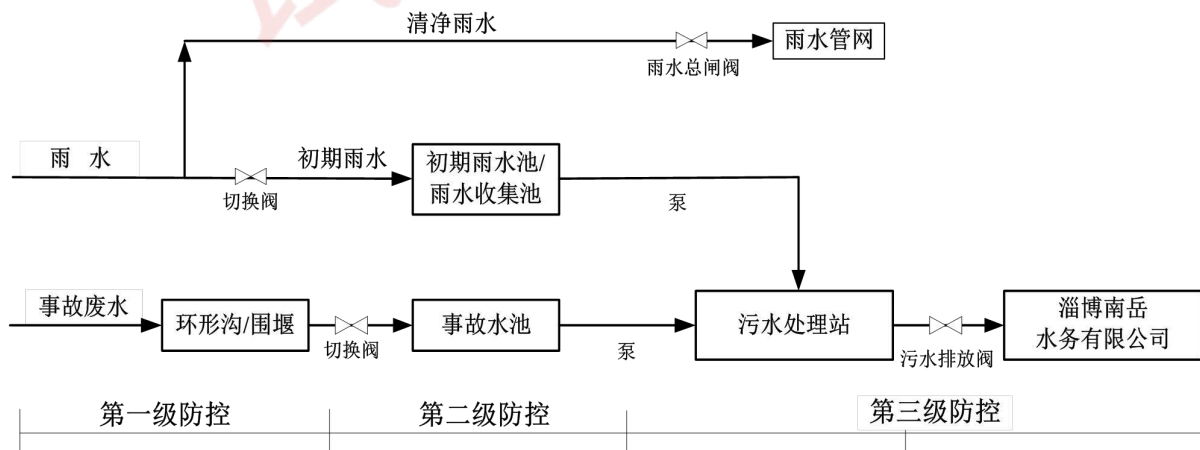 清净雨水
雨水总闸阀
雨水管网
雨 水
切换阀
初期雨水
初期雨水池/
雨水收集池
泵
事故废水
环形沟/围堰
切换阀
事故水池
泵
污水处理站
污水排放阀
淄博南岳
水务有限公司
第一级防控
第二级防控
第三级防控